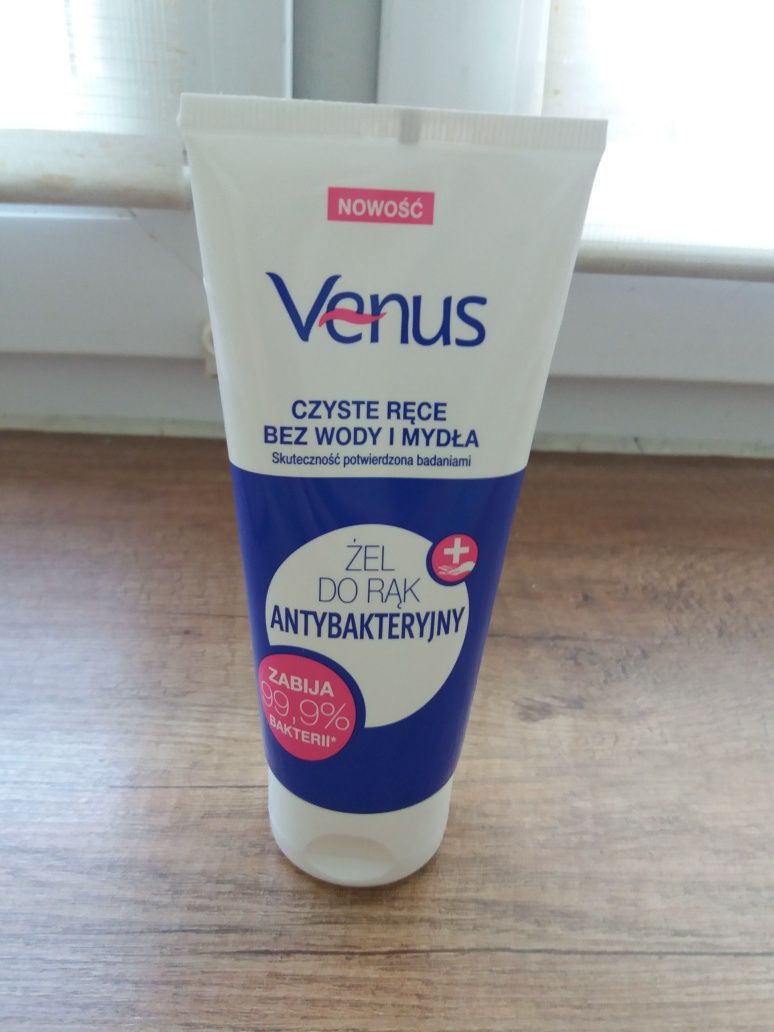 NOWOŚĆ
Venus
CZYSTE RĘCE
BEZ WODY I MYDŁA
Skuteczność potwierdzona badaniami
ŻEL
DO RĄK
ANTYBAKTERYJNY
ZABIJA
99,9%
BAKTERII*